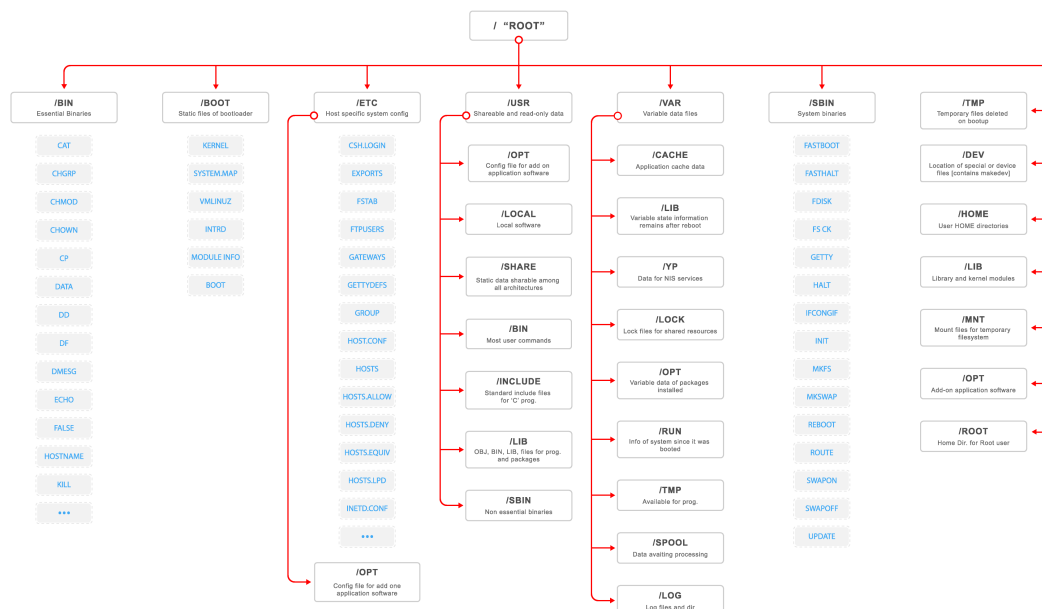 / “ROOT”
/BIN
Essential Binaries
CAT
CHGRP
CHMOD
CHOWN
CP
DATA
DD
DF
DMESG
ECHO
FALSE
HOSTNAME
KILL
•••
/BOOT
Static files of bootloader
KERNEL
SYSTEM.MAP
VMLINUZ
INTRD
MODULE INFO
BOOT
/ETC
Host specific system config
CSH.LOGIN
EXPORTS
FSTAB
FTPUSERS
GATEWAYS
GETTYDEFS
GROUP
HOST.CONF
HOSTS
HOSTS.ALLOW
HOSTS.DENY
HOSTS.EQUIV
HOSTS.LPD
INETD.CONF
•••
/OPT
Config file for add one
application software
/USR
Shareable and read-only data
/OPT
Config file for add on
application software
/LOCAL
Local software
/SHARE
Static data sharable among
all architectures
/BIN
Most user commands
/INCLUDE
Standard include files
for ‘C’ prog.
/LIB
OBJ, BIN, LIB, files for prog.
and packages
/SBIN
Non essential binaries
/VAR
Variable data files
/CACHE
Application cache data
/LIB
Variable state information
remains after reboot
/YP
Data for NIS services
/LOCK
Lock files for shared resources
/OPT
Variable data of packages
installed
/RUN
Info of system since it was
booted
/TMP
Available for prog.
/SPOOL
Data awaiting processing
/LOG
Log files and dir
/SBIN
System binaries
FASTBOOT
FASTHALT
FDISK
FS CK
GETTY
HALT
IFCONGIF
INIT
MKFS
MKSWAP
REBOOT
ROUTE
SWAPON
SWAPOFF
UPDATE
/TMP
Temporary files deleted
on bootup
/DEV
Location of special or device
files (contains makedev)
/HOME
User HOME directories
/LIB
Library and kernel modules
/MNT
Mount files for temporary
filesystem
/OPT
Add-on application software
/ROOT
Home Dir. for Root user